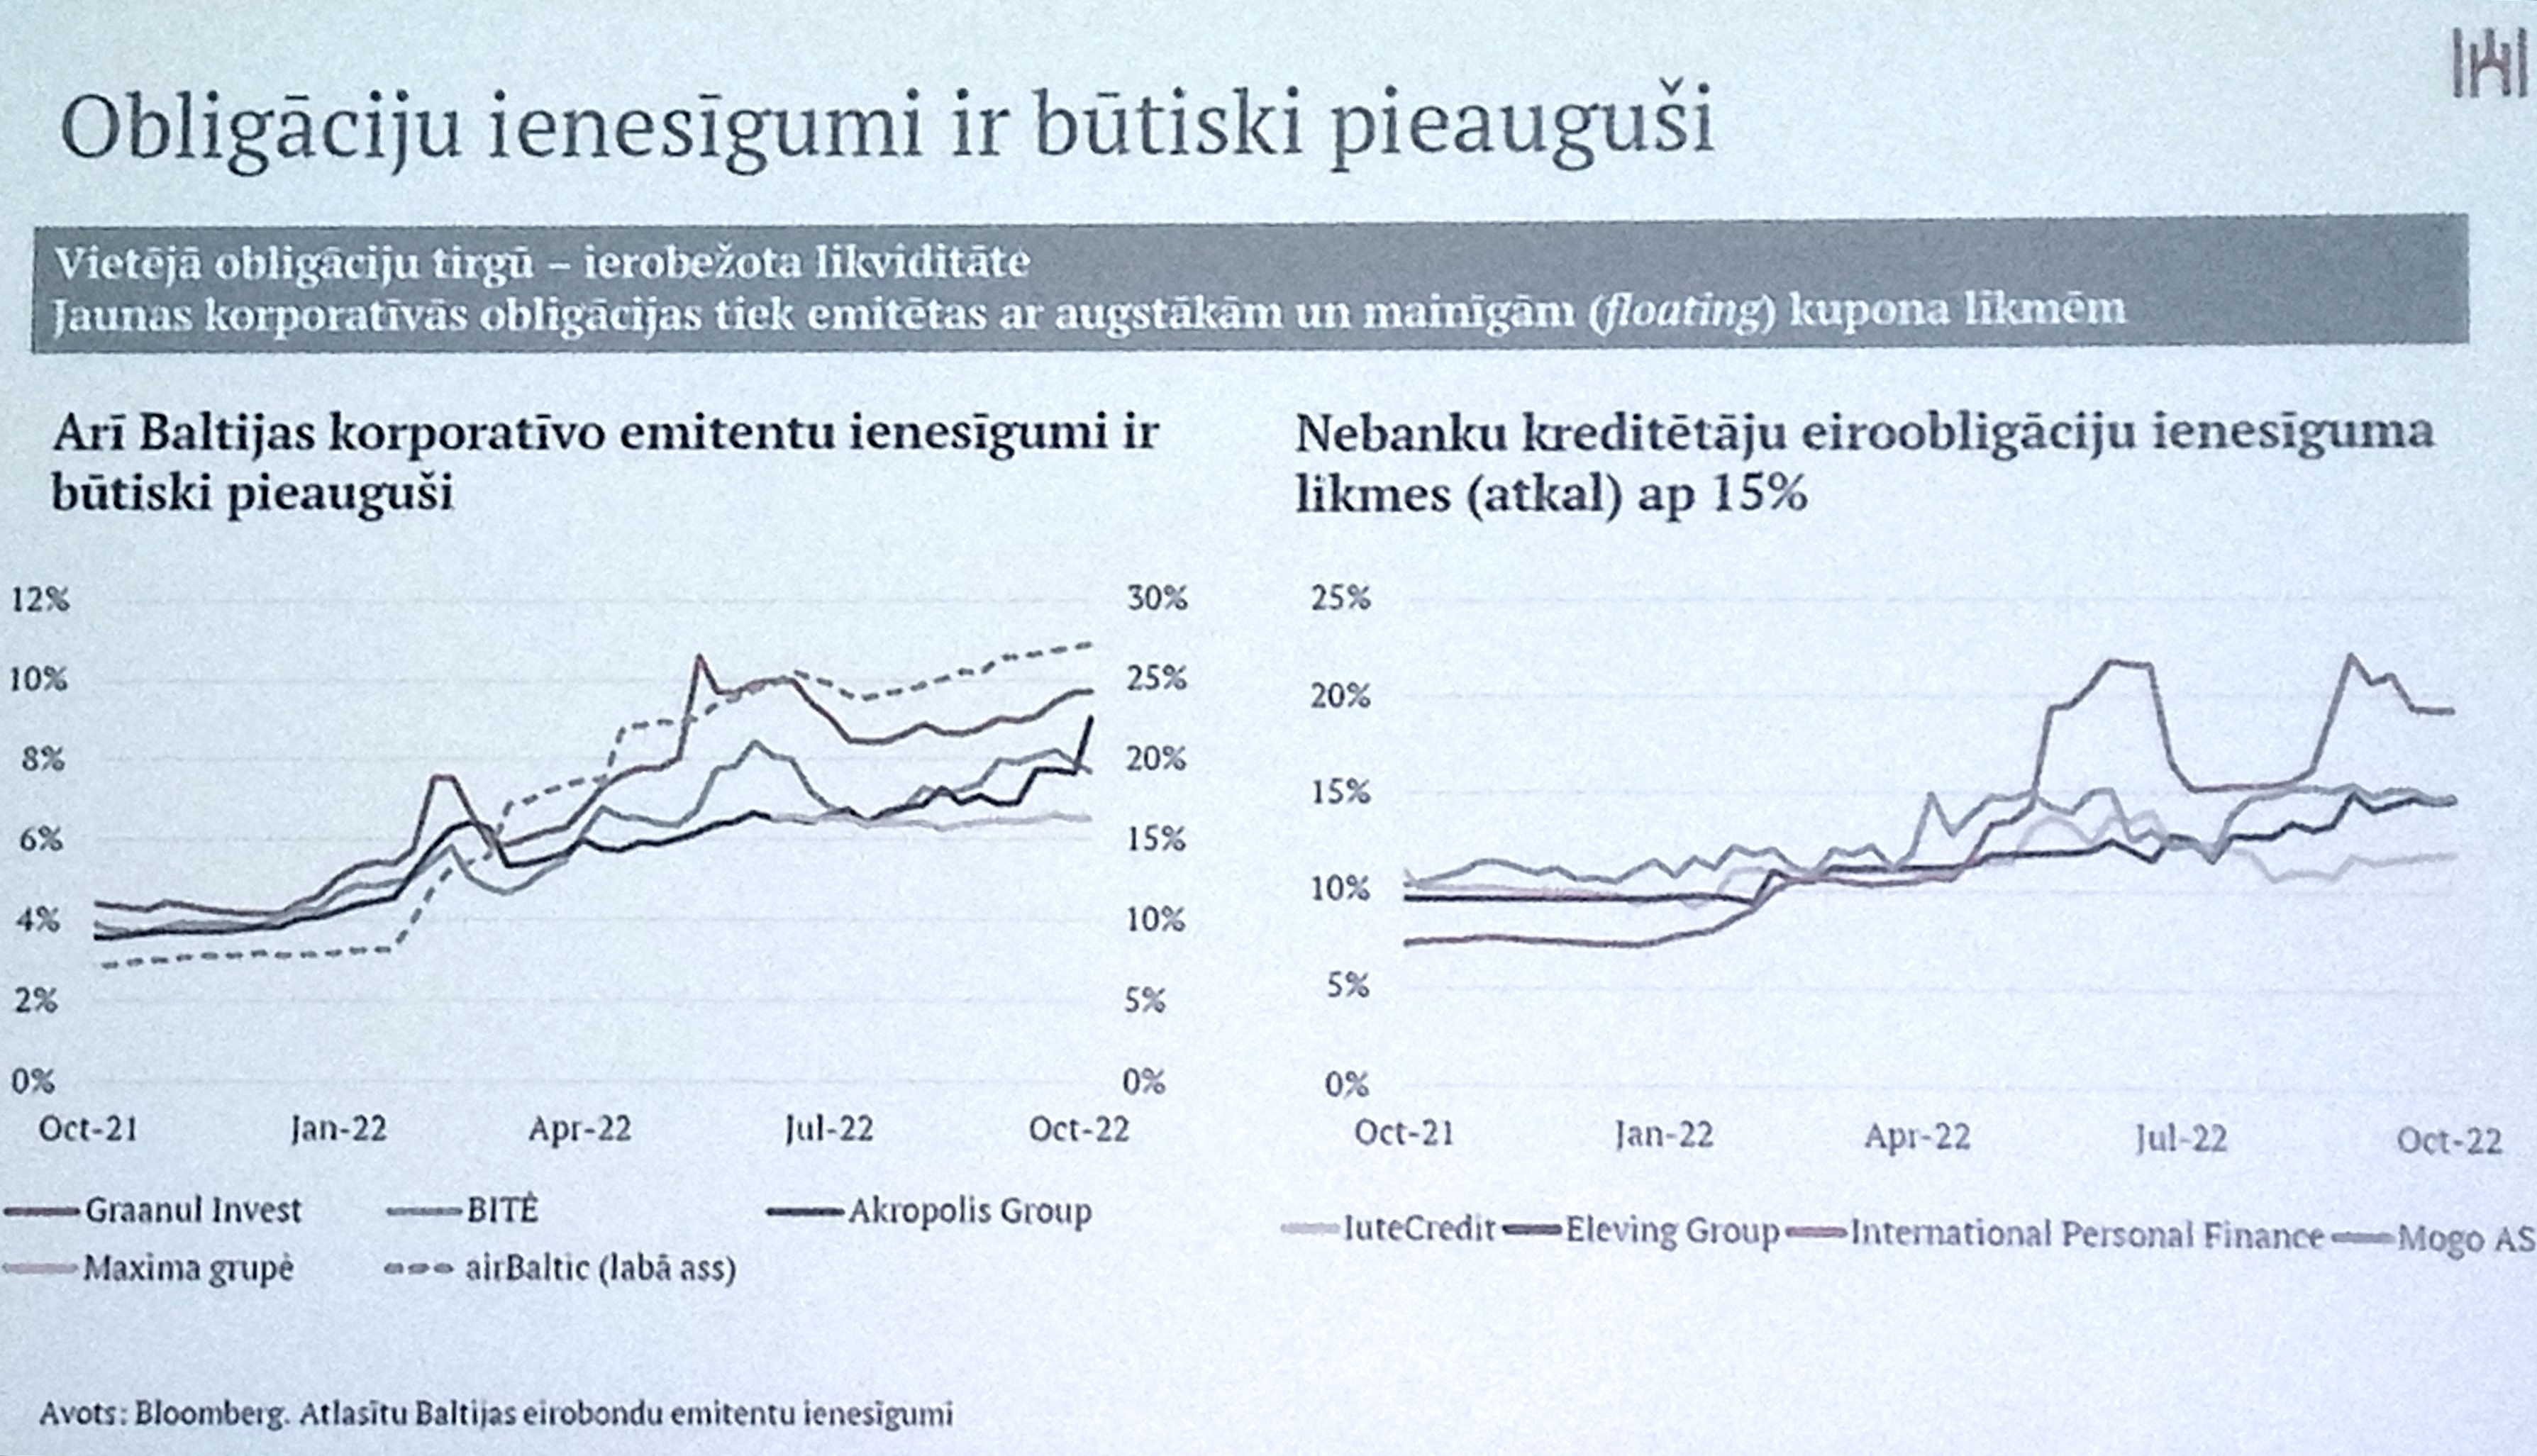 Obligāciju ienesīgumi ir būtiski pieauguši
Vietējā obligāciju tirgū – ierobežota likviditāte
Jaunas korporatīvās obligācijas tiek emitētas ar augstākām un mainīgām (floating) kupona likmēm
Arī Baltijas korporatīvo emitentu ienesīgumi ir
būtiski pieauguši
12%
10%
8%
6%
4%
2%
0%
30%
25%
20%
15%
10%
5%
0%
Oct-21 Jan-22 Apr-22 Jul-22 Oct-22
Graanul Invest BITĖ Akropolis Group
Maxima grupė airBaltic (labā ass)
Nebanku kreditētāju eiroobligāciju ienesīguma
likmes (atkal) ap 15%
25%
20%
15%
10%
5%
0%
Oct-21 Jan-22 Apr-22 Jul-22 Oct-22
IuteCredit Eleving Group International Personal Finance Mogo AS
Avots: Bloomberg. Atlasītu Baltijas eirobondu emitentu ienesīgumi